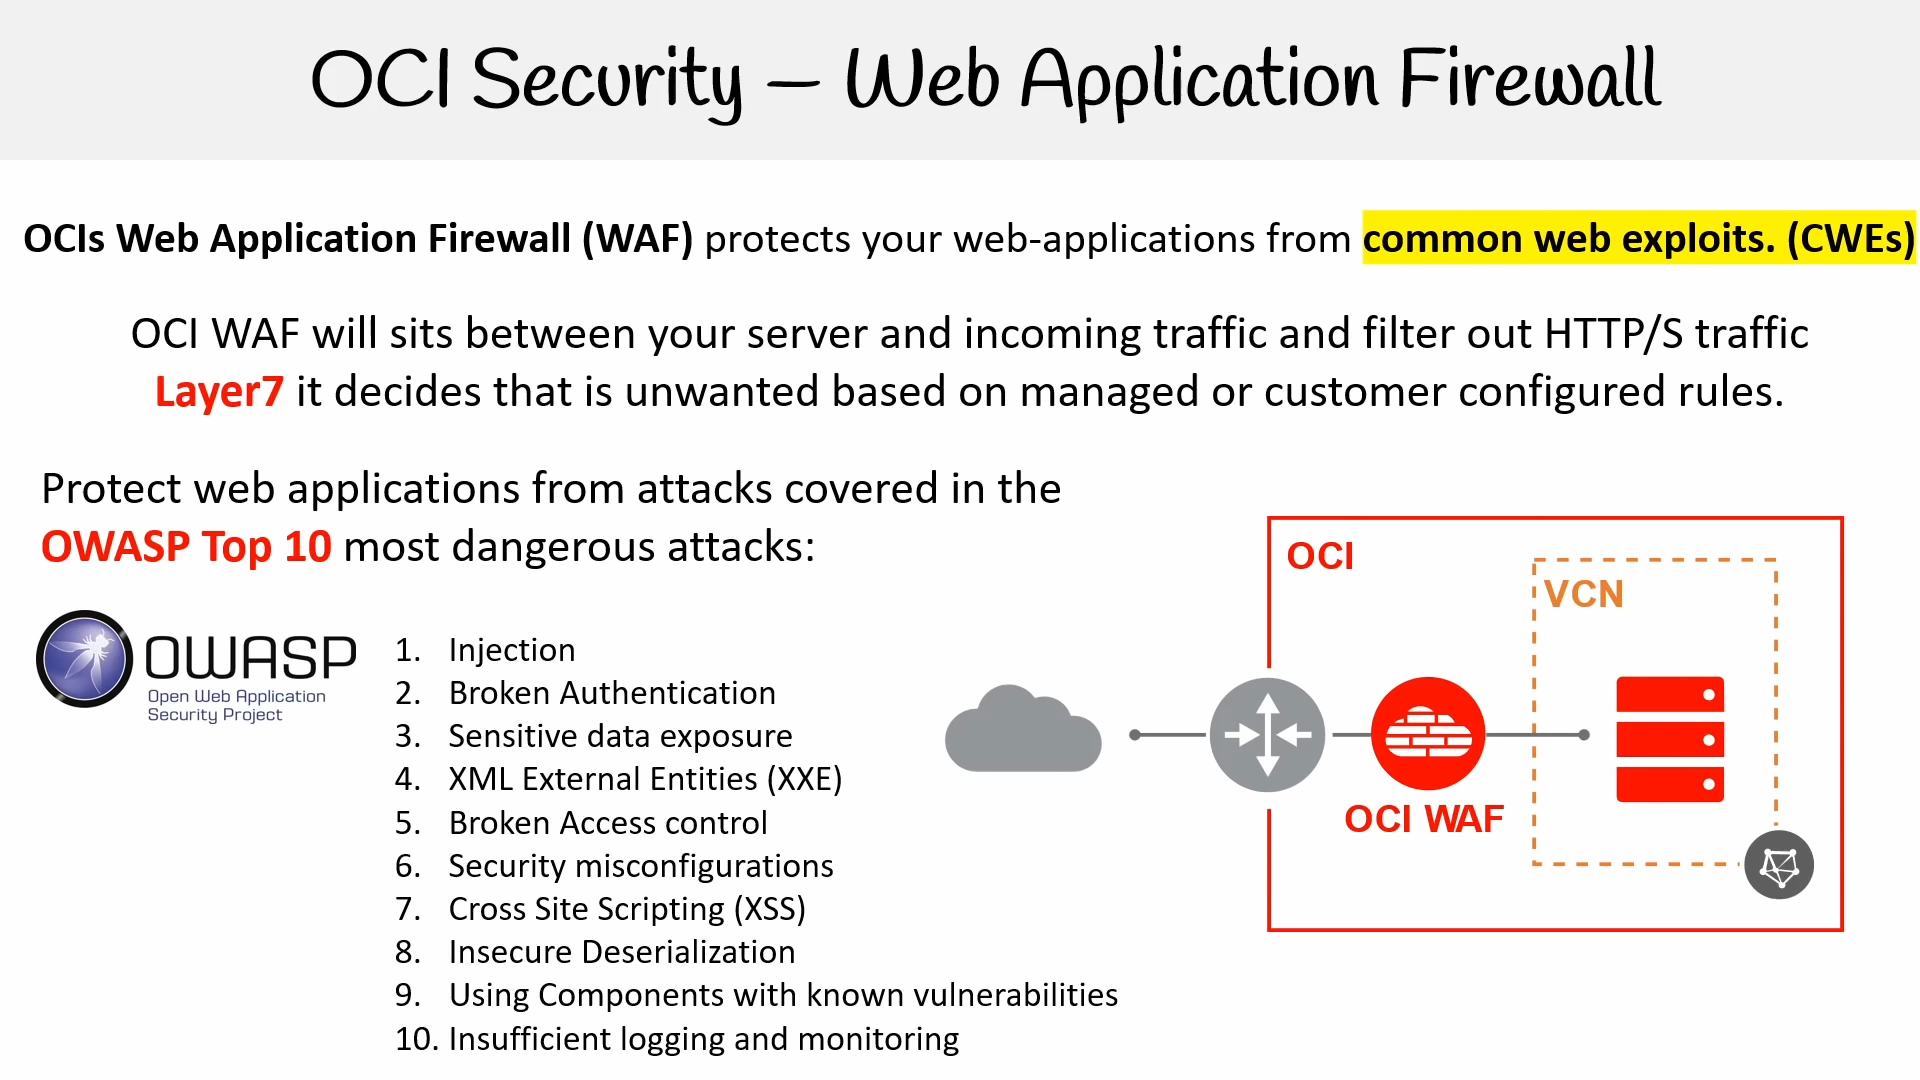 OCI Security – Web Application Firewall
OCIs Web Application Firewall (WAF) protects your web-applications from common web exploits. (CWEs)
OCI WAF will sits between your server and incoming traffic and filter out HTTP/S traffic
Layer7 it decides that is unwanted based on managed or customer configured rules.
Protect web applications from attacks covered in the
OWASP Top 10 most dangerous attacks:
OWASP
Open Web Application
Security Project
1. Injection
2. Broken Authentication
3. Sensitive data exposure
4. XML External Entities (XXE)
5. Broken Access control
6. Security misconfigurations
7. Cross Site Scripting (XSS)
8. Insecure Deserialization
9. Using Components with known vulnerabilities
10. Insufficient logging and monitoring
OCI
VCN
OCI WAF